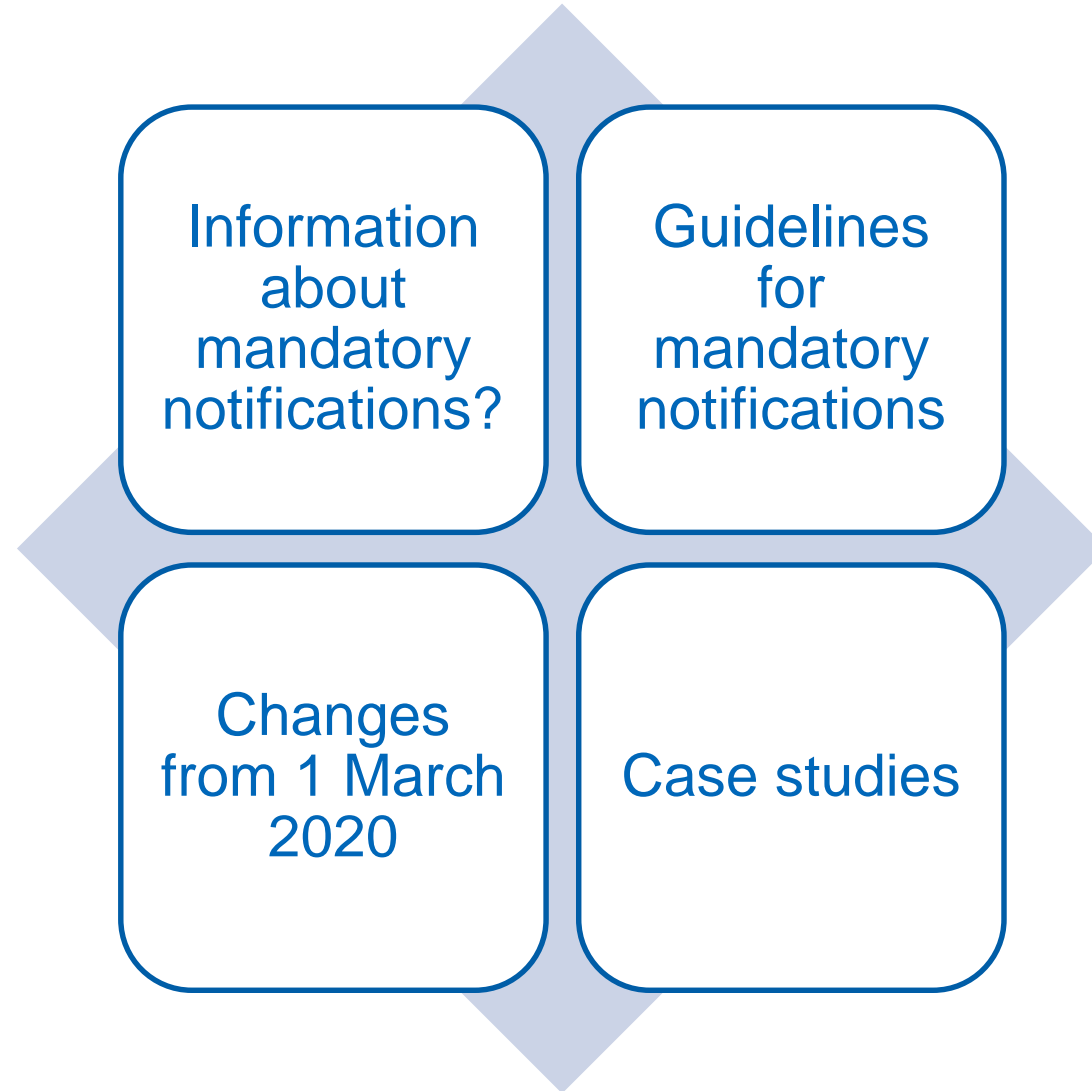 Information
about
mandatory
notifications?
Guidelines
for
mandatory
notifications
Changes
from 1 March
2020
Case studies